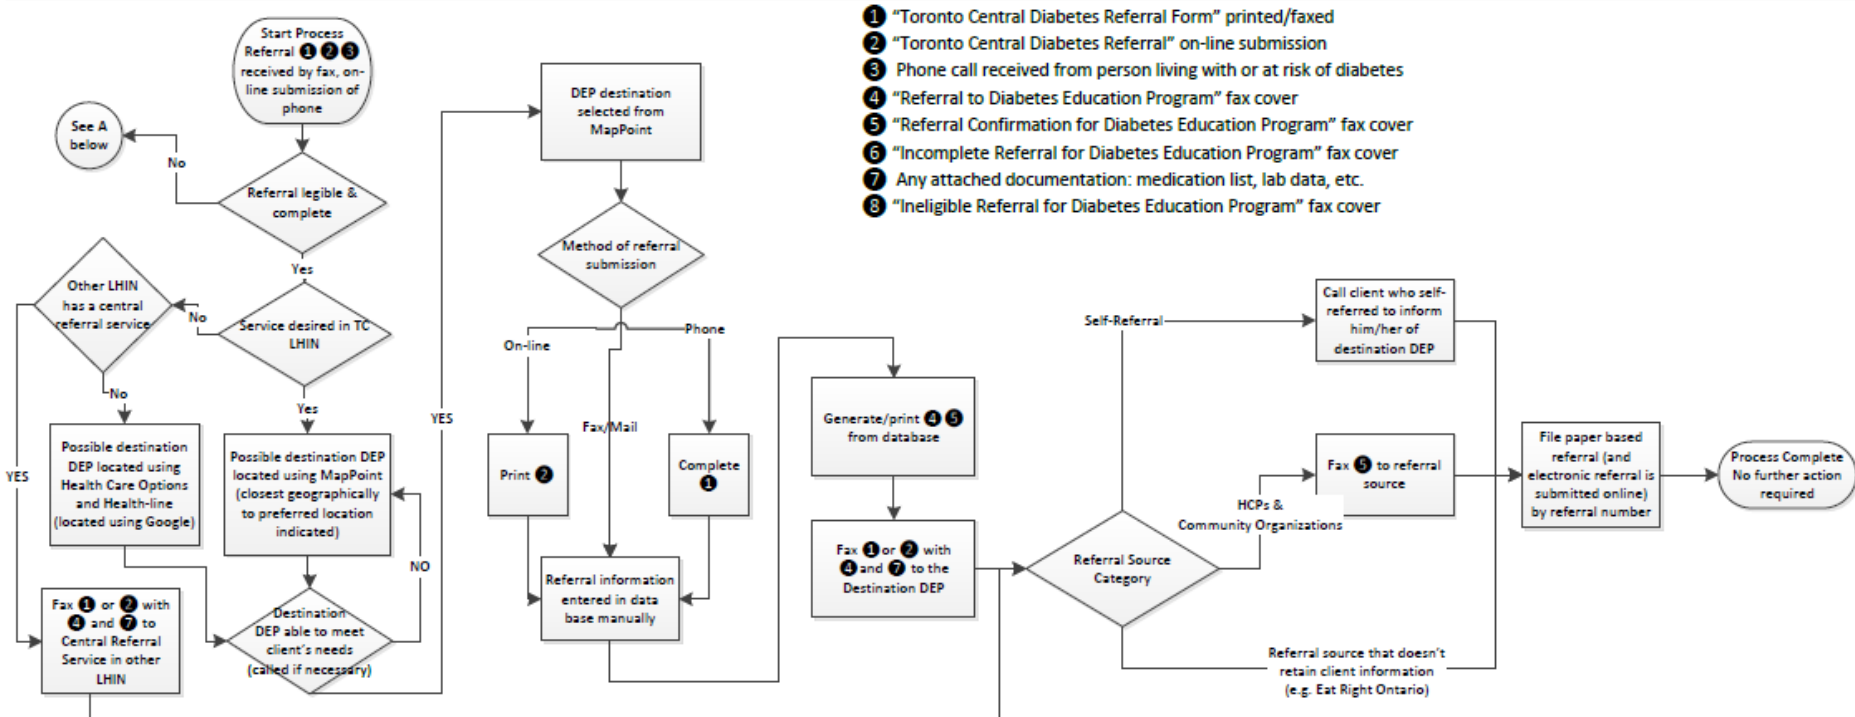 Start Process
Referral ❶ ❷ ❸
received by fax, on-
line submission of
phone
See A
below
No
Referral legible &
complete
Yes
Other LHIN
has a central
referral service
No
Service desired in TC
LHIN
No
Yes
YES
Possible destination
DEP located using
Health Care Options
and Health-line
(located using Google)
Possible destination DEP
located using MapPoint
(closest geographically
to preferred location
indicated)
NO
Fax ❶ or ❷ with
❹ and ❼ to
Central Referral
Service in other
LHIN
Destination
DEP able to meet
client's needs
(called if necessary)
YES
DEP destination
selected from
MapPoint
Method of referral
submission
On-line
Phone
Fax/Mail
Print ❷
Complete
❶
Referral information
entered in data
base manually
❶ "Toronto Central Diabetes Referral Form" printed/faxed
❷ "Toronto Central Diabetes Referral" on-line submission
❸ Phone call received from person living with or at risk of diabetes
❹ "Referral to Diabetes Education Program" fax cover
❺ "Referral Confirmation for Diabetes Education Program" fax cover
❻ "Incomplete Referral for Diabetes Education Program" fax cover
❼ Any attached documentation: medication list, lab data, etc.
❽ "Ineligible Referral for Diabetes Education Program" fax cover
Generate/print ❹ ❺
from database
Fax ❶ or ❷ with
❹ and ❼ to the
Destination DEP
Referral Source
Category
Self-Referral
Call client who self-
referred to inform
him/her of
destination DEP
HCPs &
Community Organizations
Fax ❺ to referral
source
Referral source that doesn't
retain client information
(e.g. Eat Right Ontario)
File paper based
referral (and
electronic referral is
submitted online)
by referral number
Process Complete
No further action
required